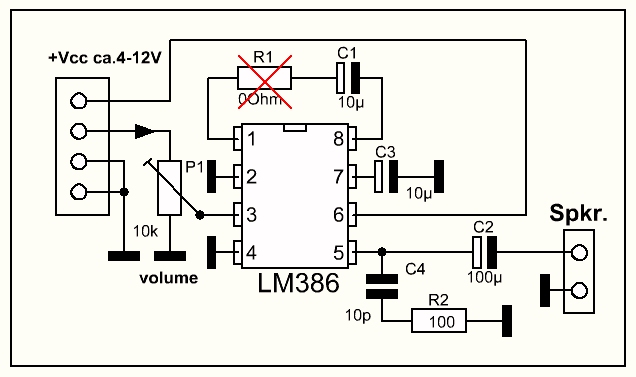 +Vcc ca.4-12V
R1
C1
0Ohm
10µ
1
8
P1
2
C3
7
10µ
3
6
10k
Spkr.
4
5
C2
volume
LM386
C4
100µ
R2
10p
100